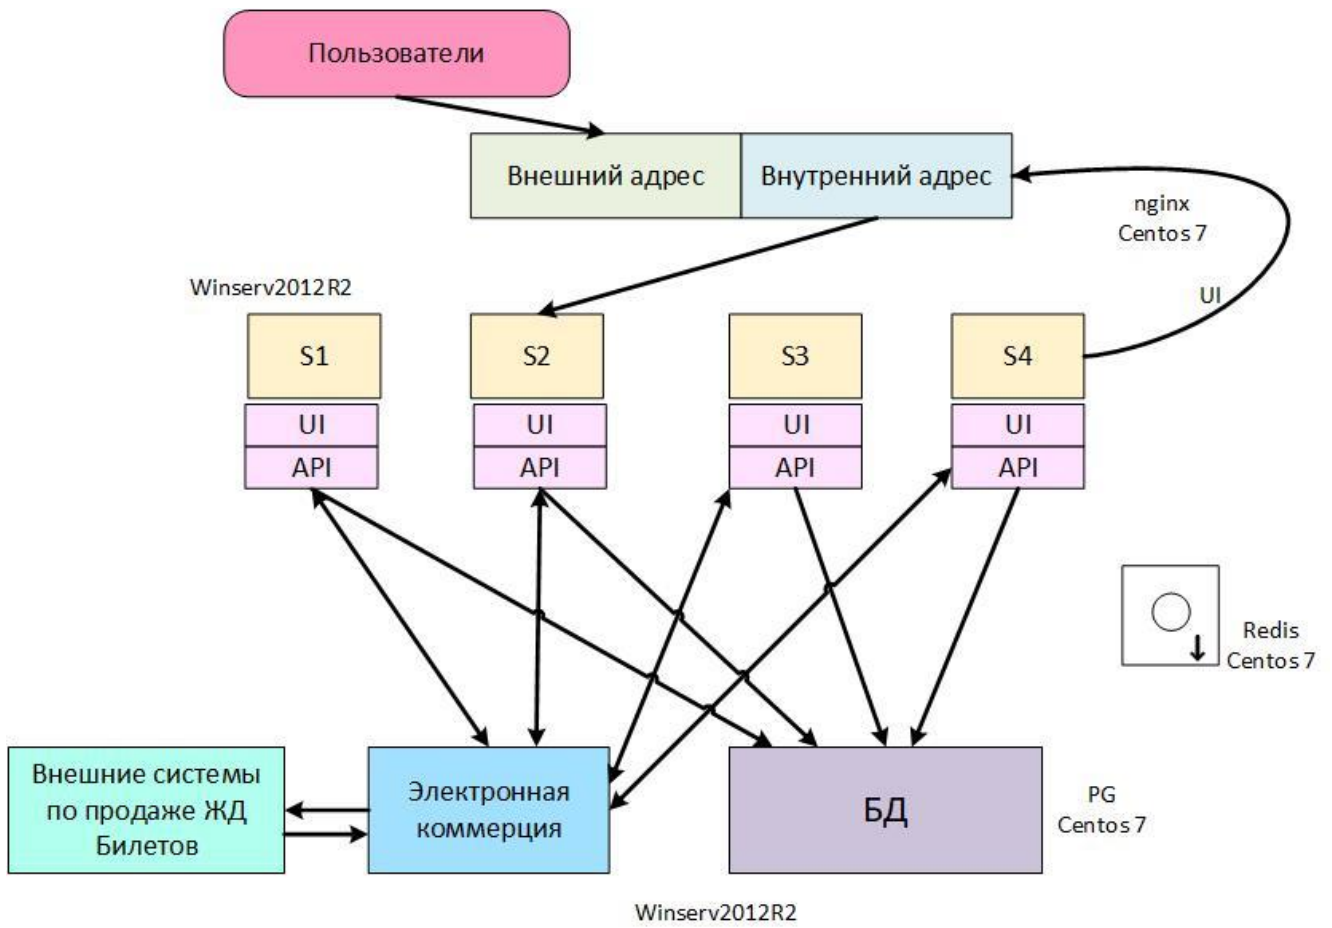 Пользователи
Внешний адрес
Внутренний адрес
nginx
Centos 7
UI
Winserv2012R2
S1
S2
S3
S4
UI
UI
UI
UI
API
API
API
API
Redis
Centos 7
Внешние системы
по продаже ЖД
Билетов
Электронная
коммерция
БД
PG
Centos 7
Winserv2012R2